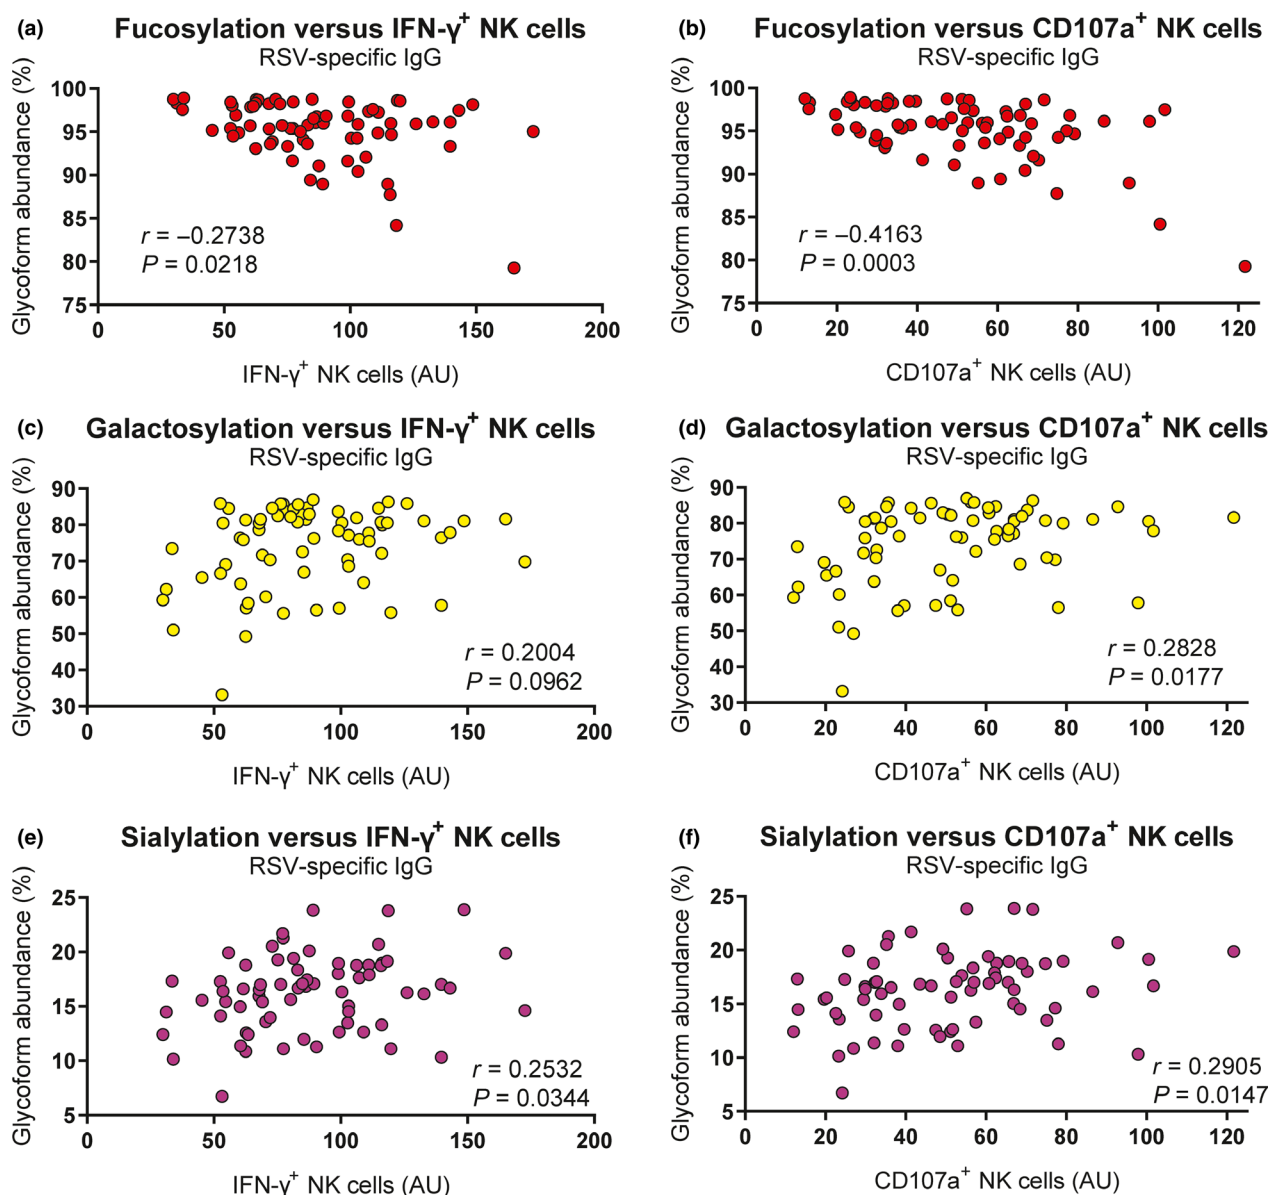 (a)
Fucosylation versus IFN-γ⁺ NK cells
RSV-specific IgG
Glycoform abundance (%)
100
95
90
85
80
75
r = –0.2738
P = 0.0218
0 50 100 150 200
IFN-γ⁺ NK cells (AU)
(b)
Fucosylation versus CD107a⁺ NK cells
RSV-specific IgG
Glycoform abundance (%)
100
95
90
85
80
75
r = –0.4163
P = 0.0003
0 20 40 60 80 100 120
CD107a⁺ NK cells (AU)
(c)
Galactosylation versus IFN-γ⁺ NK cells
RSV-specific IgG
Glycoform abundance (%)
90
80
70
60
50
40
30
r = 0.2004
P = 0.0962
0 50 100 150 200
IFN-γ⁺ NK cells (AU)
(d)
Galactosylation versus CD107a⁺ NK cells
RSV-specific IgG
Glycoform abundance (%)
90
80
70
60
50
40
30
r = 0.2828
P = 0.0177
0 20 40 60 80 100 120
CD107a⁺ NK cells (AU)
(e)
Sialylation versus IFN-γ⁺ NK cells
RSV-specific IgG
Glycoform abundance (%)
25
20
15
10
5
r = 0.2532
P = 0.0344
0 50 100 150 200
IFN-γ⁺ NK cells (AU)
(f)
Sialylation versus CD107a⁺ NK cells
RSV-specific IgG
Glycoform abundance (%)
25
20
15
10
5
r = 0.2905
P = 0.0147
0 20 40 60 80 100 120
CD107a⁺ NK cells (AU)